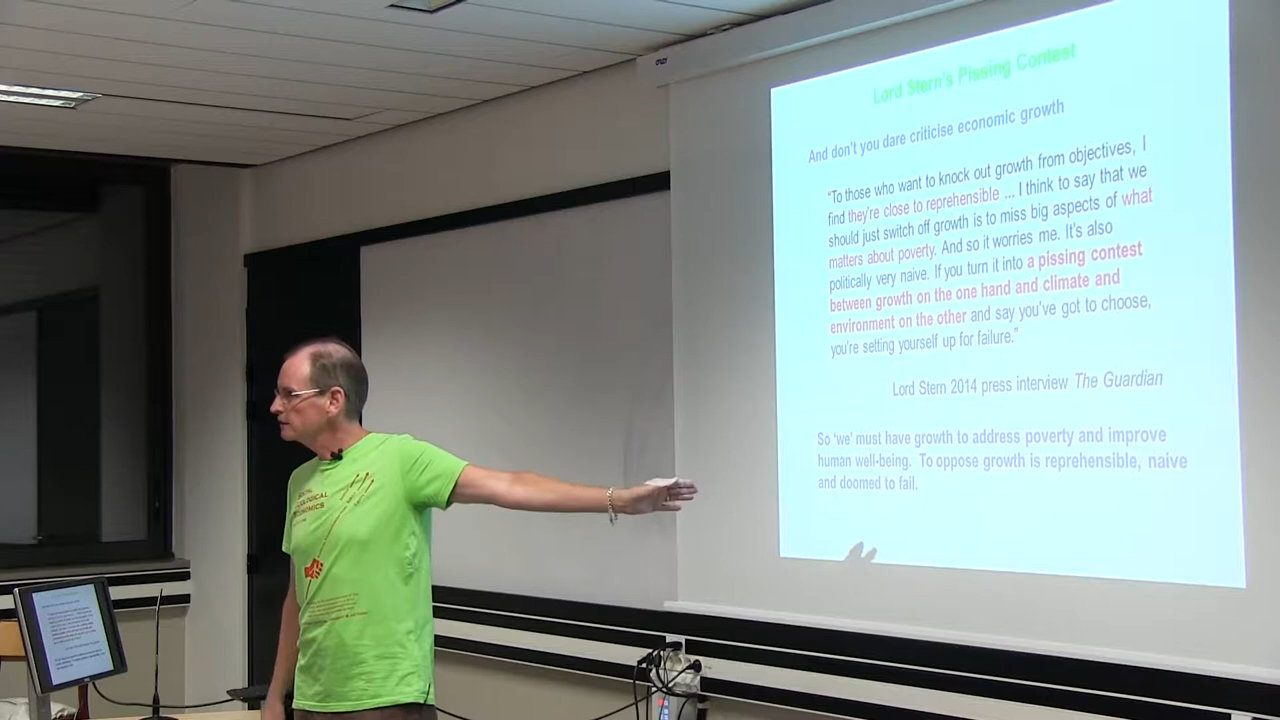 Lord Stern's Pissing Contest
And don't you dare criticise economic growth
"To those who want to knock out growth from objectives, I
find they're close to reprehensible ... I think to say that we
should just switch off growth is to miss big aspects of what
matters about poverty. And so it worries me. It's also
politically very naive. If you turn it into a pissing contest
between growth on the one hand and climate and
environment on the other and say you've got to choose,
you're setting yourself up for failure."
Lord Stern 2014 press interview The Guardian
So 'we' must have growth to address poverty and improve
human well-being. To oppose growth is reprehensible, naive
and doomed to fail.